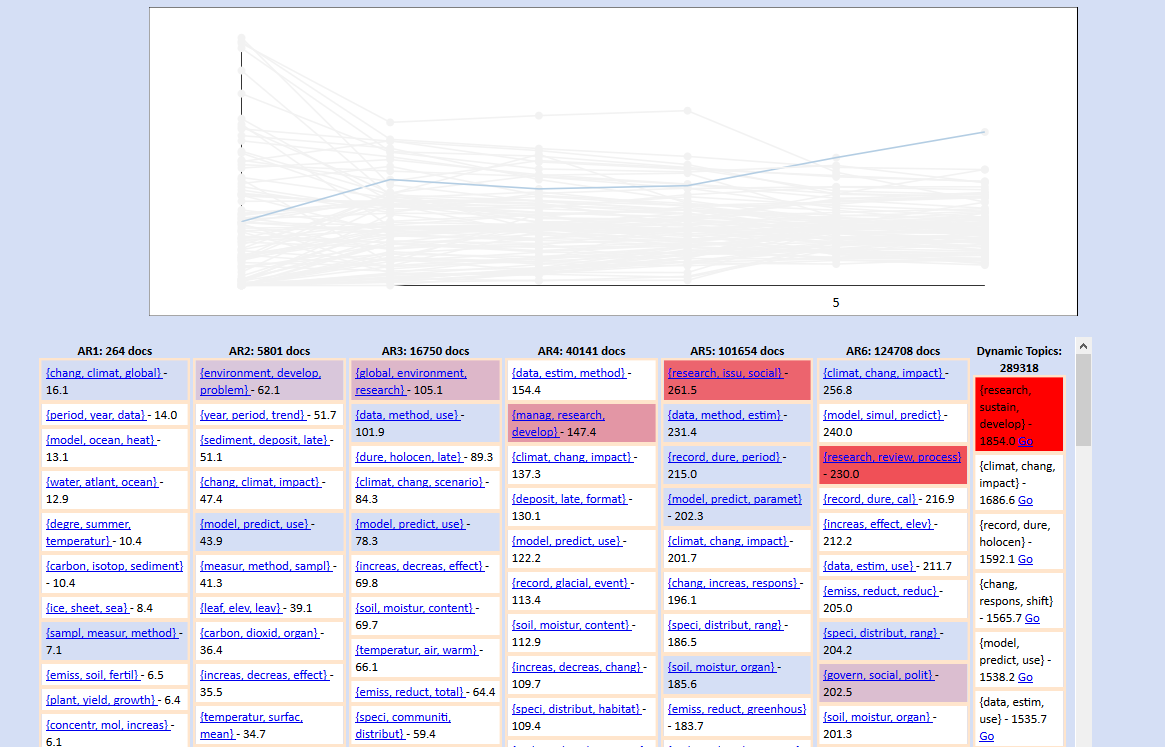 5
AR1: 264 docs
{chang, climat, global} -
16.1
{period, year, data} - 14.0
{model, ocean, heat} -
13.1
{water, atlant, ocean} -
12.9
{degre, summer,
temperatur} - 10.4
{carbon, isotop, sediment}
- 10.4
{ice, sheet, sea} - 8.4
{sampl, measur, method} -
7.1
{emiss, soil, fertil} - 6.5
{plant, yield, growth} - 6.4
{concentr, mol, increas} -
6.1
AR2: 5801 docs
{environment, develop,
problem} - 62.1
{year, period, trend} - 51.7
{sediment, deposit, late} -
51.1
{chang, climat, impact} -
47.4
{model, predict, use} -
43.9
{measur, method, sampl} -
41.3
{leaf, elev, leav} - 39.1
{carbon, dioxid, organ} -
36.4
{increas, decreas, effect} -
35.5
{temperatur, surfac,
mean} - 34.7
AR3: 16750 docs
{global, environment,
research} - 105.1
{data, method, use} -
101.9
{dure, holocen, late} - 89.3
{climat, chang, scenario} -
84.3
{model, predict, use} -
78.3
{increas, decreas, effect} -
69.8
{soil, moistur, content} -
69.7
{temperatur, air, warm} -
66.1
{emiss, reduct, total} - 64.4
{speci, communiti,
distribut} - 59.4
AR4: 40141 docs
{data, estim, method} -
154.4
{manag, research,
develop} - 147.4
{climat, chang, impact} -
137.3
{deposit, late, format} -
130.1
{model, predict, use} -
122.2
{record, glacial, event} -
113.4
{soil, moistur, content} -
112.9
{increas, decreas, chang} -
109.7
{speci, distribut, habitat} -
109.4
AR5: 101654 docs
{research, issu, social} -
261.5
{data, method, estim} -
231.4
{record, dure, period} -
215.0
{model, predict, paramet}
- 202.3
{climat, chang, impact} -
201.7
{chang, increas, respons} -
196.1
{speci, distribut, rang} -
186.5
{soil, moistur, organ} -
185.6
{emiss, reduct, greenhous}
- 183.7
AR6: 124708 docs
{climat, chang, impact} -
256.8
{model, simul, predict} -
240.0
{research, review, process}
- 230.0
{record, dure, cal} - 216.9
{increas, effect, elev} -
212.2
{data, estim, use} - 211.7
{emiss, reduct, reduc} -
205.0
{speci, distribut, rang} -
204.2
{govern, social, polit} -
202.5
{soil, moistur, organ} -
201.3
Dynamic Topics:
289318
{research,
sustain,
develop} -
1854.0 Go
{climat, chang,
impact} -
1686.6 Go
{record, dure,
holocen} -
1592.1 Go
{chang,
respons, shift}
- 1565.7 Go
{model,
predict, use} -
1538.2 Go
{data, estim,
use} - 1535.7
Go